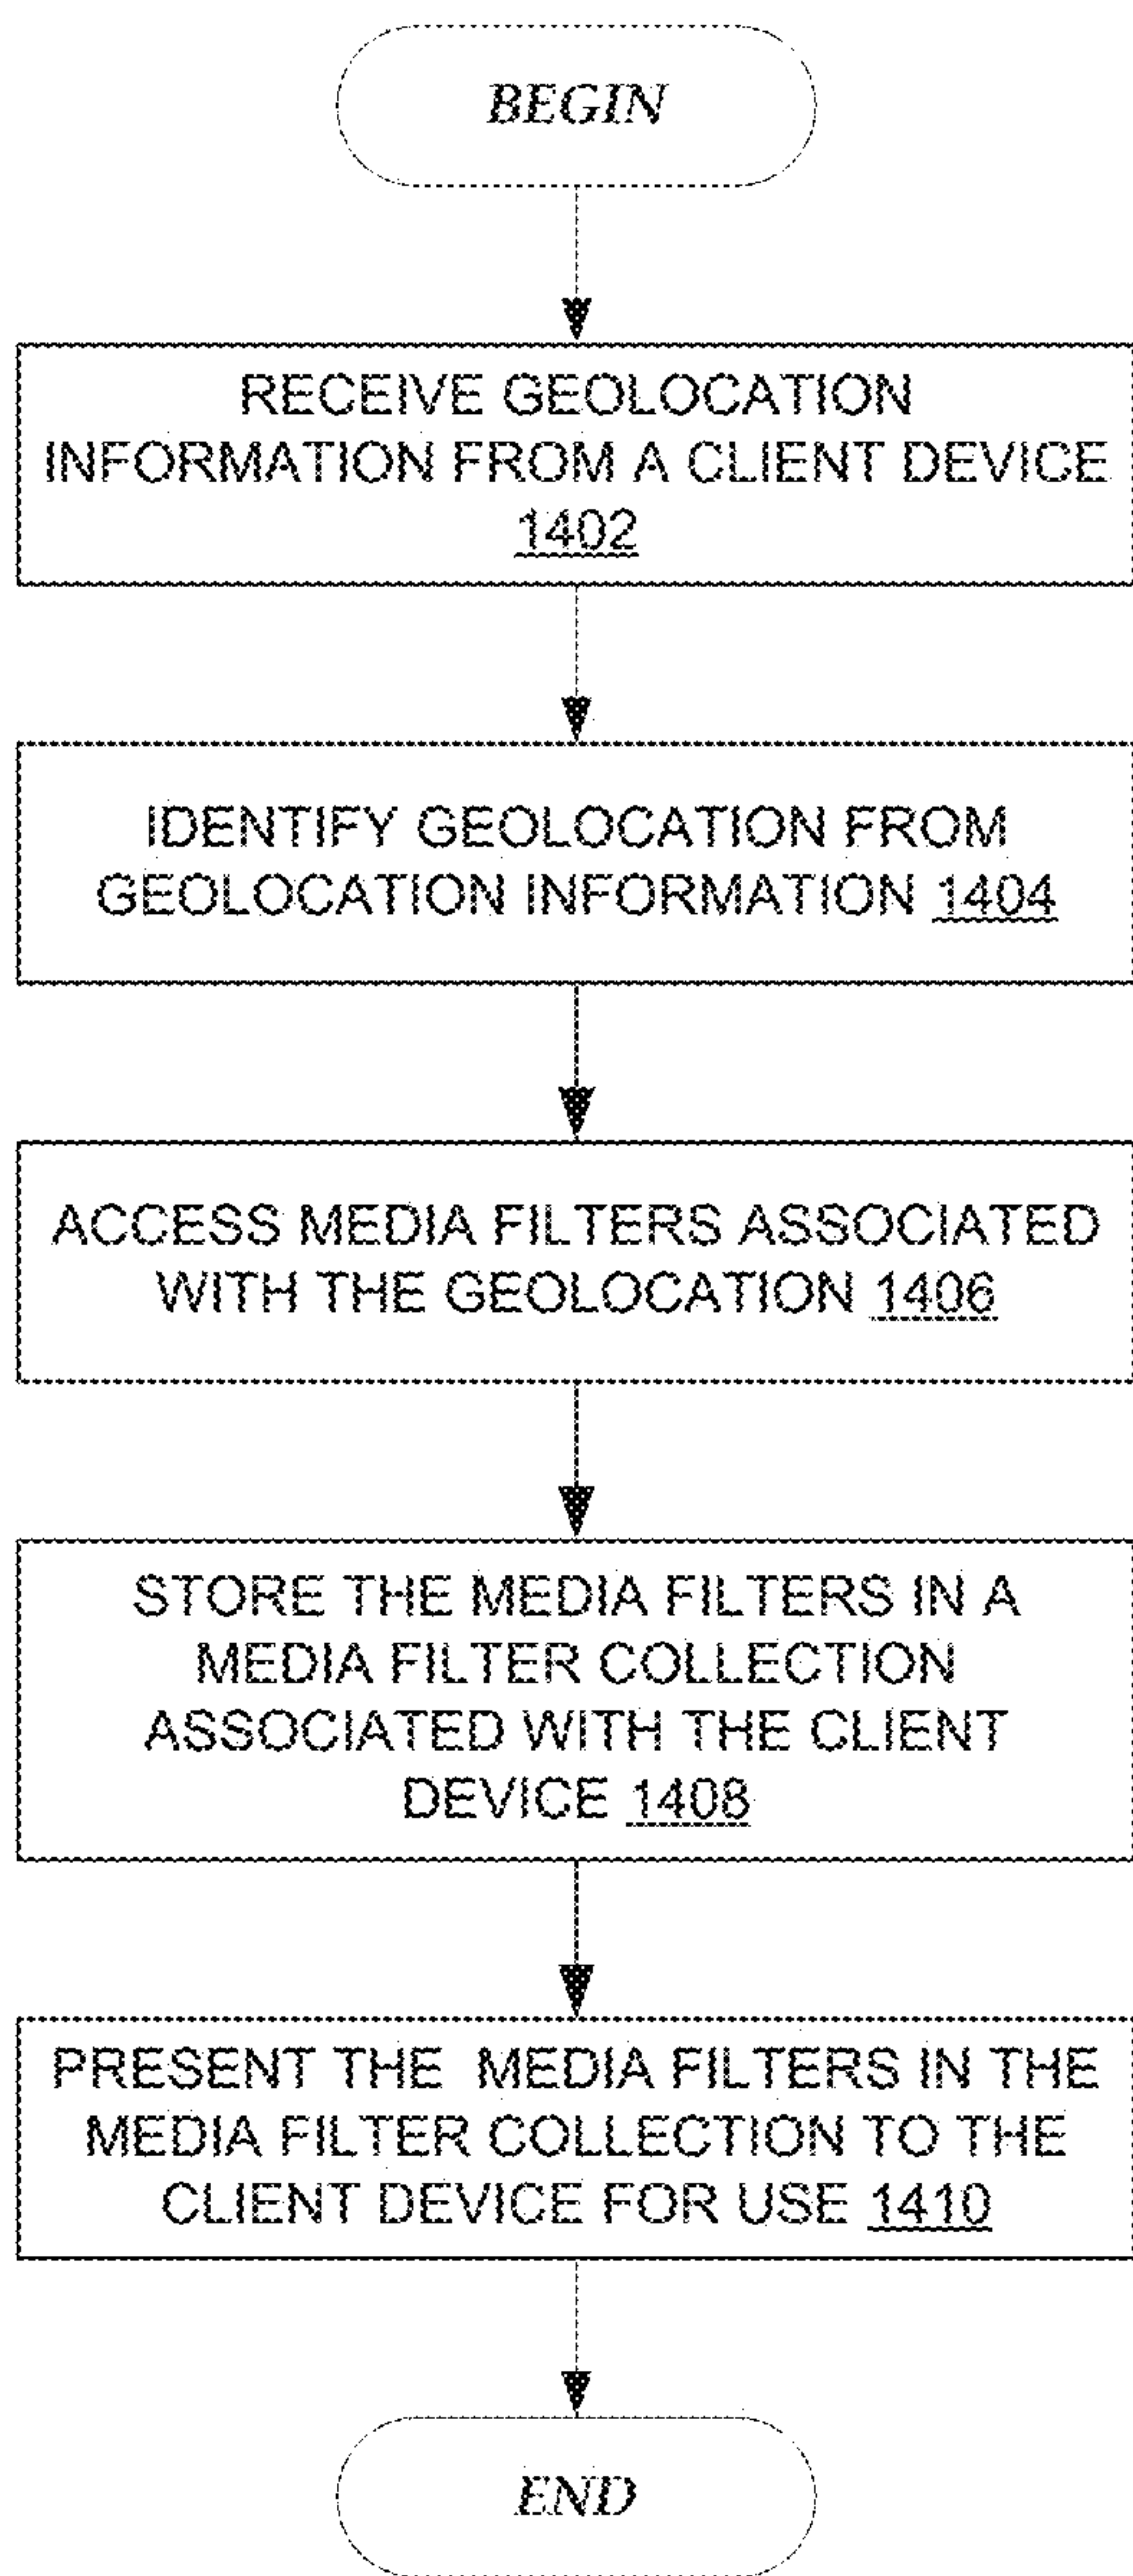 BEGIN
RECEIVE GEOLOCATION
INFORMATION FROM A CLIENT DEVICE
1402
IDENTIFY GEOLOCATION FROM
GEOLOCATION INFORMATION 1404
ACCESS MEDIA FILTERS ASSOCIATED
WITH THE GEOLOCATION 1406
STORE THE MEDIA FILTERS IN A
MEDIA FILTER COLLECTION
ASSOCIATED WITH THE CLIENT
DEVICE 1408
PRESENT THE MEDIA FILTERS IN THE
MEDIA FILTER COLLECTION TO THE
CLIENT DEVICE FOR USE 1410
END